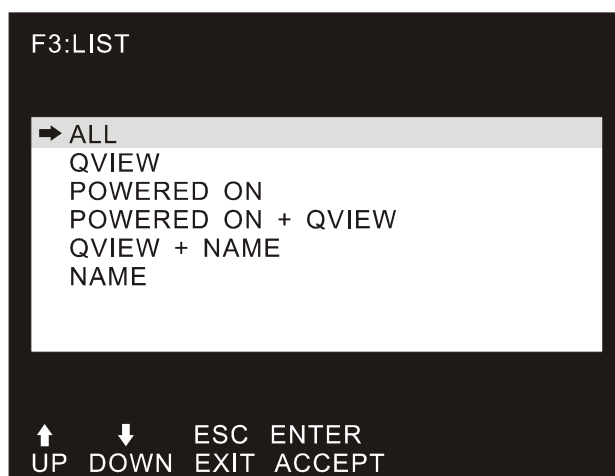 F3:LIST
ALL
QVIEW
POWERED ON
POWERED ON + QVIEW
QVIEW + NAME
NAME
ESC ENTER
UP DOWN EXIT ACCEPT